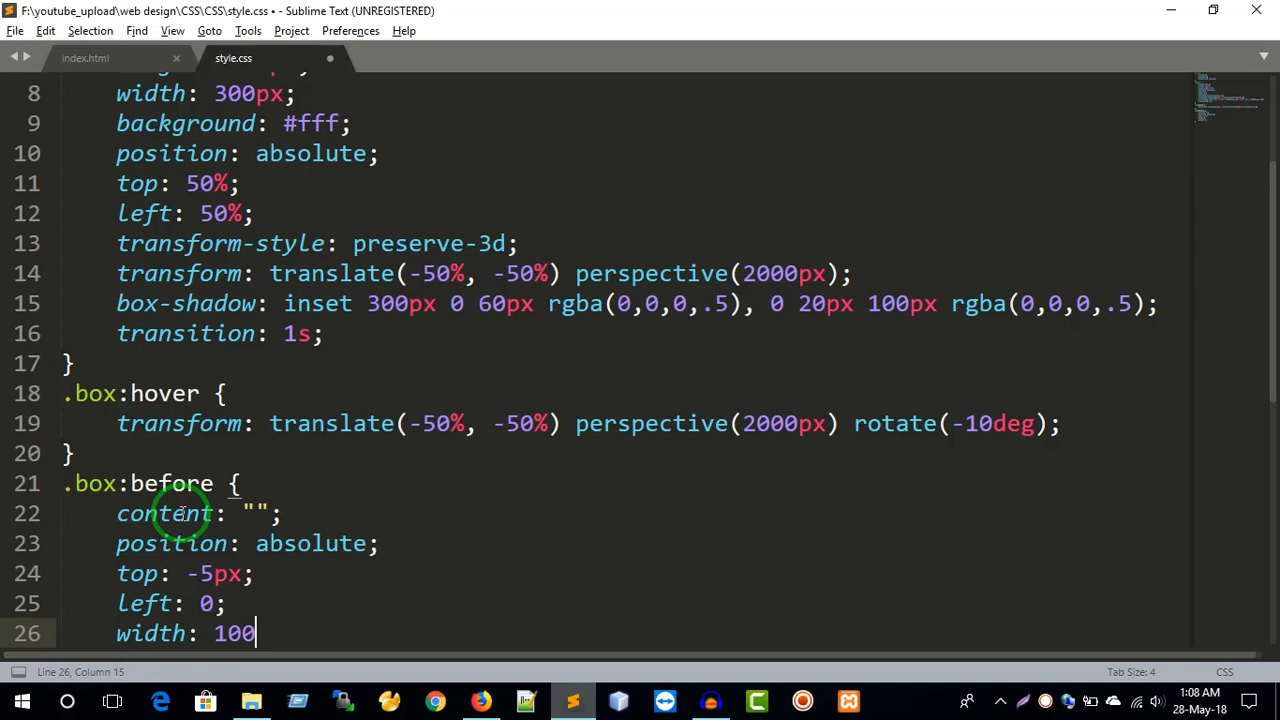 F:\youtube_upload\web design\CSS\CSS\style.css • - Sublime Text (UNREGISTERED)
File Edit Selection Find View Goto Tools Project Preferences Help
index.html style.css
8 width: 300px;
9 background: #fff;
10 position: absolute;
11 top: 50%;
12 left: 50%;
13 transform-style: preserve-3d;
14 transform: translate(-50%, -50%) perspective(2000px);
15 box-shadow: inset 300px 0 60px rgba(0,0,0,.5), 0 20px 100px rgba(0,0,0,.5);
16 transition: 1s;
17 }
18 .box:hover {
19 transform: translate(-50%, -50%) perspective(2000px) rotate(-10deg);
20 }
21 .box:before {
22 content: "";
23 position: absolute;
24 top: -5px;
25 left: 0;
26 width: 100
Line 26, Column 15 Tab Size: 4 CSS
1:08 AM
28-May-18